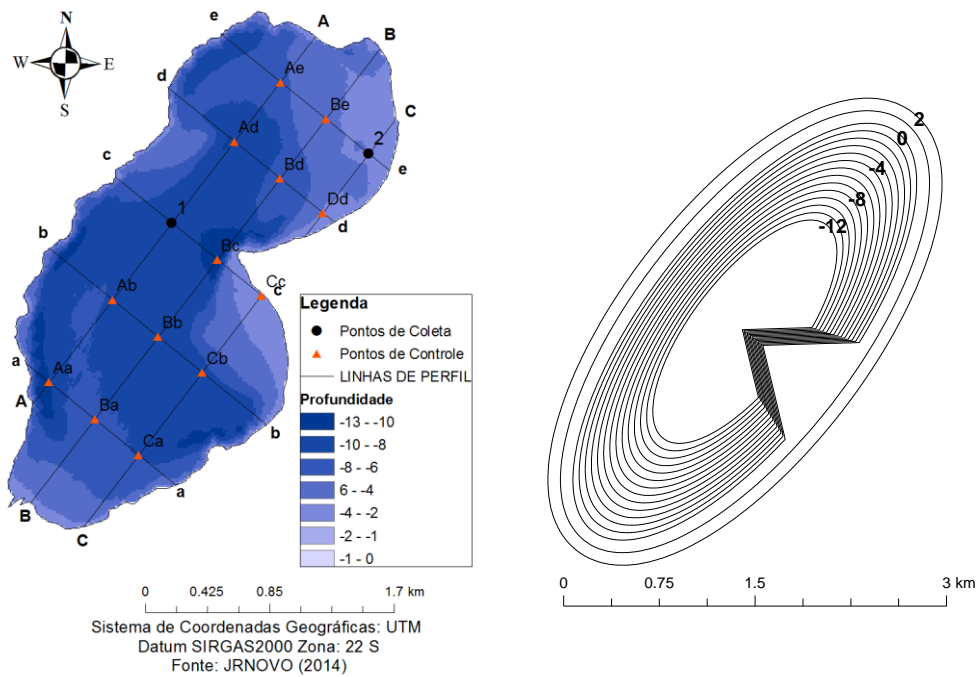 N
W E
S
e A B
d
Ae
Be
C
Ad
2
Bd
e
c
Dd
d
1
b
Bc
Cc
c
Ab
Bb
a
Aa
Cb
A
Ba
b
Ca
a
B
C
Legenda
Pontos de Coleta
Pontos de Controle
LINHAS DE PERFIL
Profundidade
-13 - -10
-10 - -8
-8 - -6
6 - -4
-4 - -2
-2 - -1
-1 - 0
0 0.425 0.85 1.7 km
Sistema de Coordenadas Geográficas: UTM
Datum SIRGAS2000 Zona: 22 S
Fonte: JRNOVO (2014)
2
0
-4
-8
-12
0 0.75 1.5 3 km